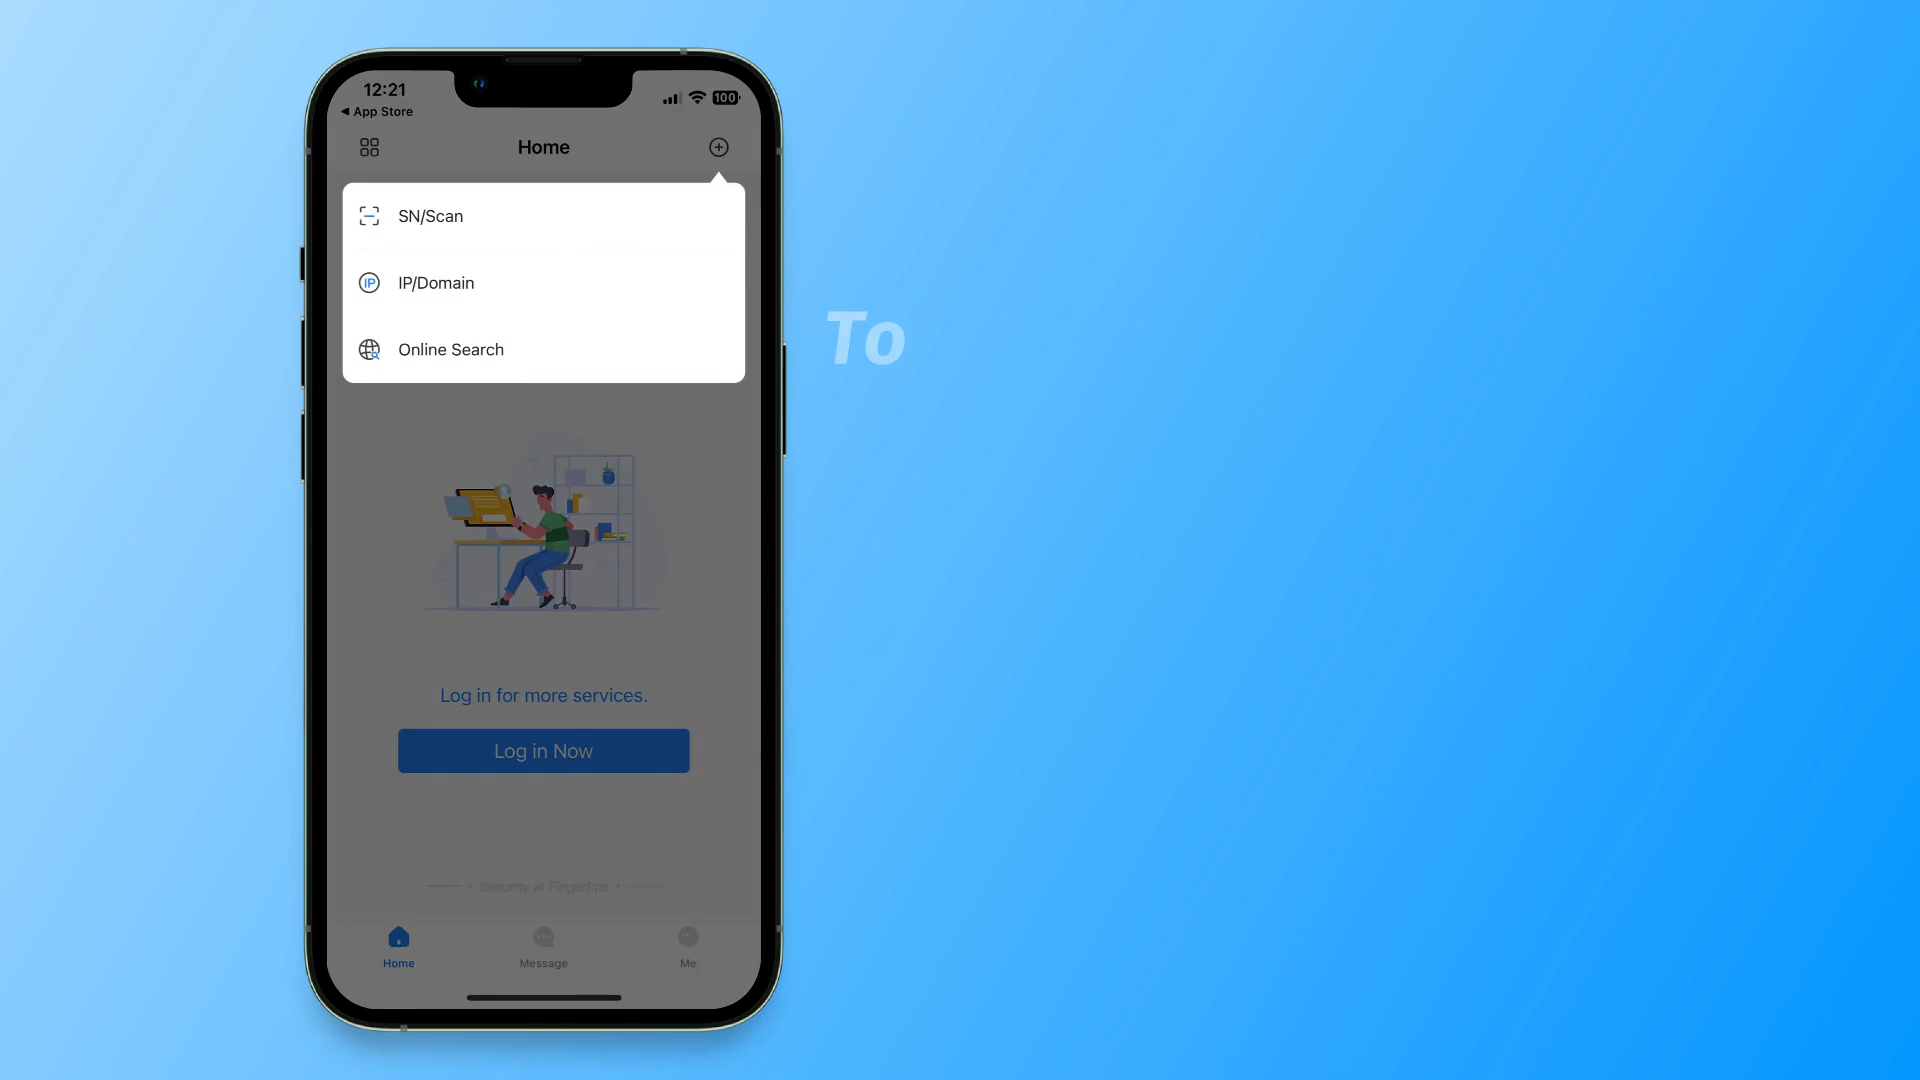 12:21
100
◀ App Store
Home
SN/Scan
IP
IP/Domain
Online Search
To
Log in for more services.
Log in Now
Security at Fingertips
Home
Message
Me